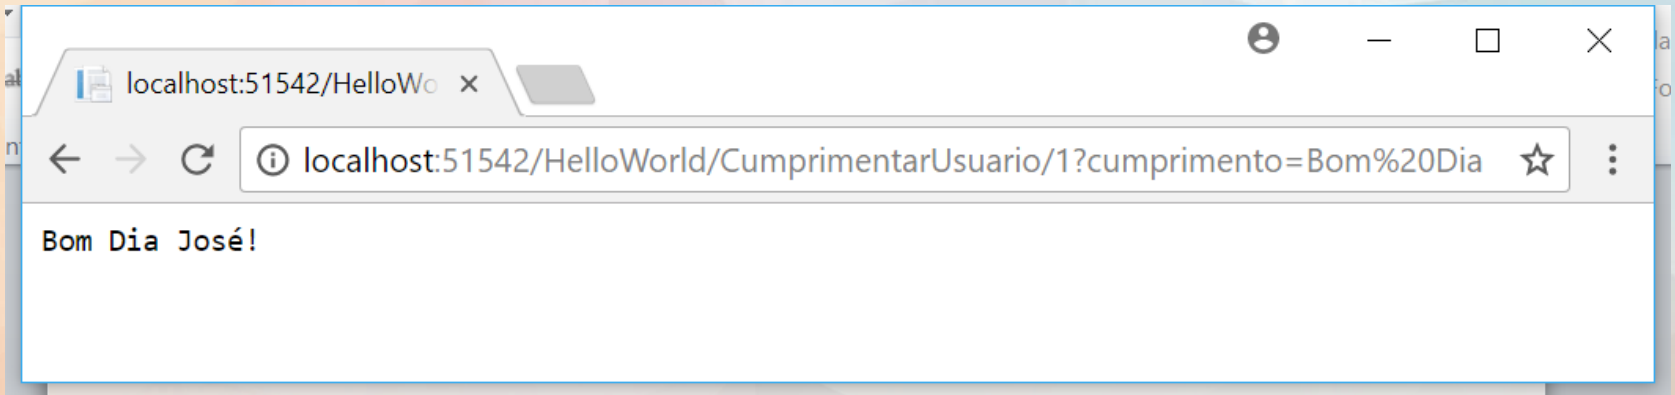 localhost:51542/HelloWo
localhost:51542/HelloWorld/CumprimentarUsuario/1?cumprimento=Bom%20Dia
Bom Dia José!